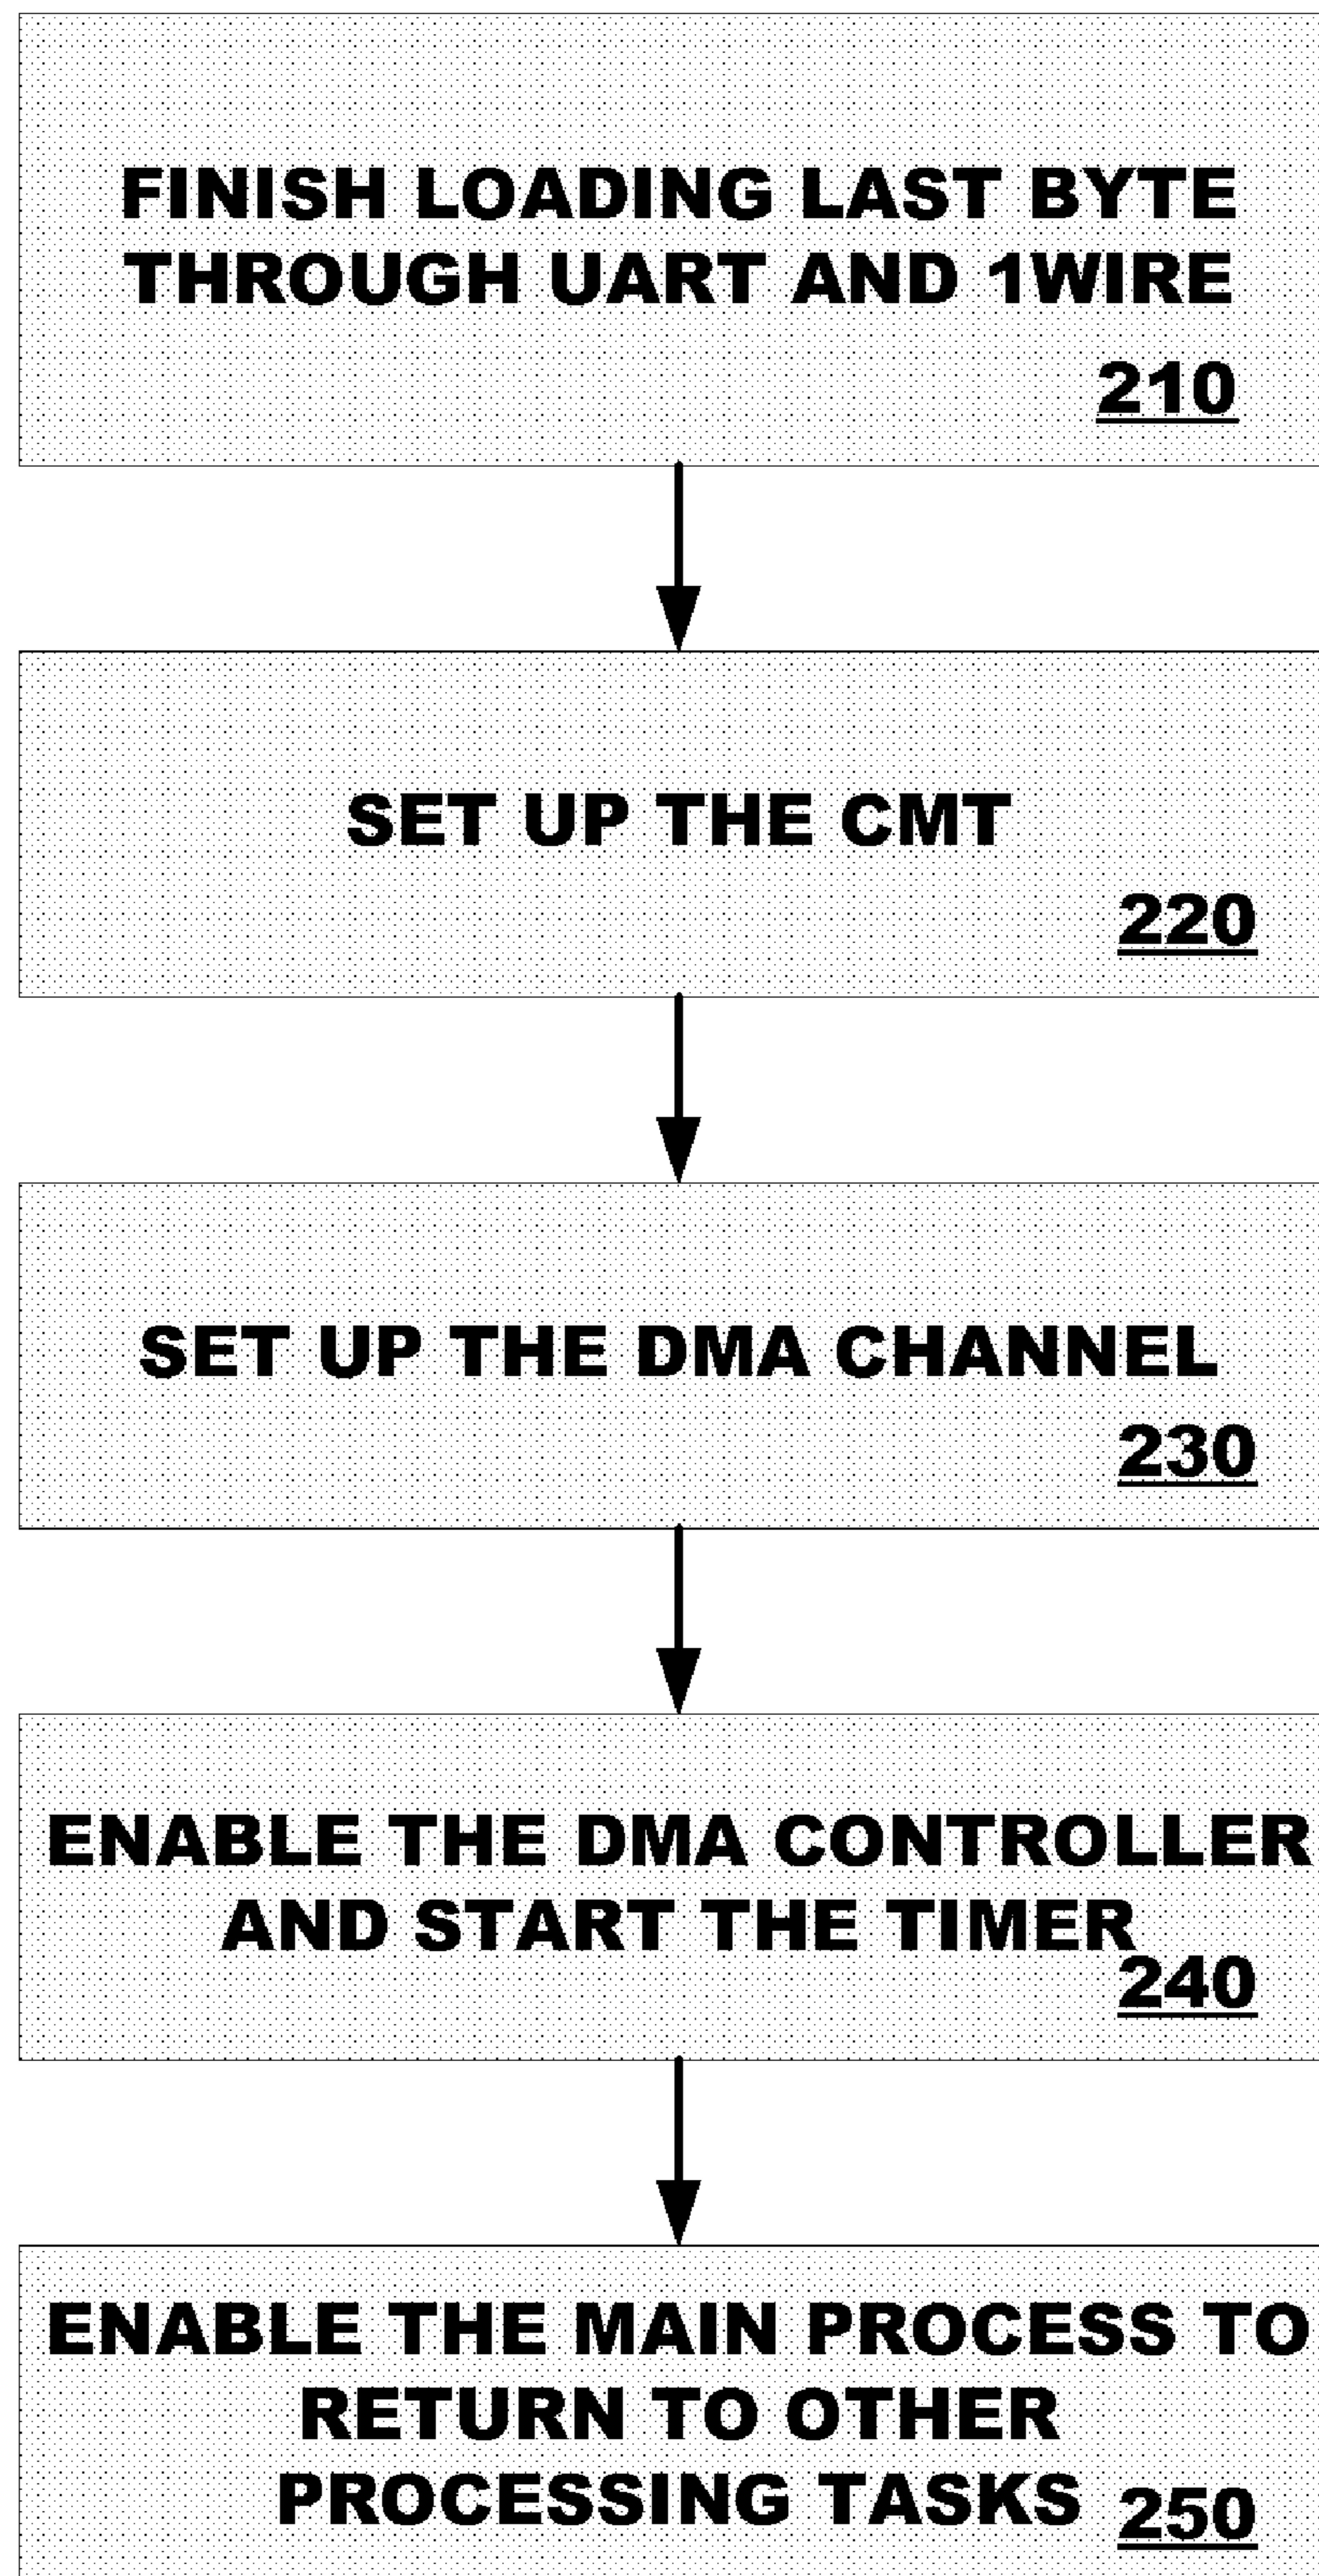 FINISH LOADING LAST BYTE
THROUGH UART AND 1WIRE
210
SET UP THE CMT
220
SET UP THE DMA CHANNEL
230
ENABLE THE DMA CONTROLLER
AND START THE TIMER
240
ENABLE THE MAIN PROCESS TO
RETURN TO OTHER
PROCESSING TASKS 250